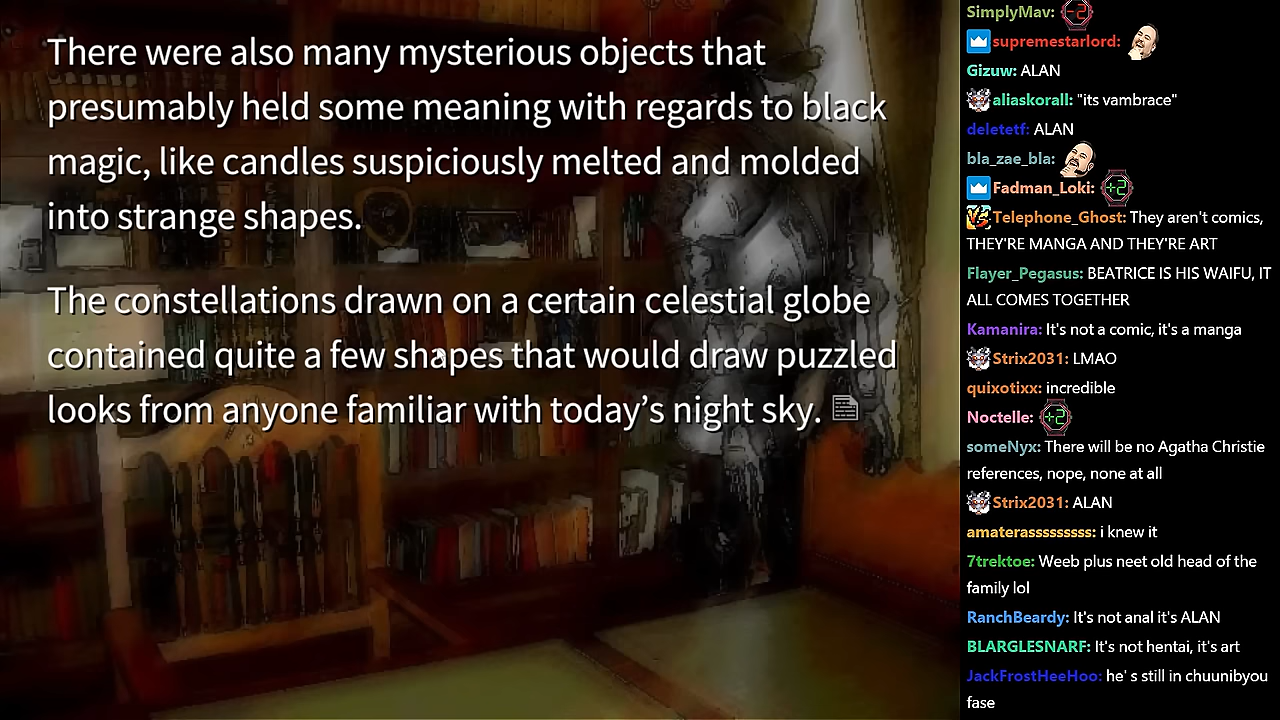 There were also many mysterious objects that
presumably held some meaning with regards to black
magic, like candles suspiciously melted and molded
into strange shapes.
The constellations drawn on a certain celestial globe
contained quite a few shapes that would draw puzzled
looks from anyone familiar with today's night sky.
SimplyMav: -2
supremestarlord:
Gizuw: ALAN
aliaskorall: "its vambrace"
deletetf: ALAN
bla_zae_bla:
Fadman_Loki: +2
Telephone_Ghost: They aren't comics,
THEY'RE MANGA AND THEY'RE ART
Flayer_Pegasus: BEATRICE IS HIS WAIFU, IT
ALL COMES TOGETHER
Kamanira: It's not a comic, it's a manga
Strix2031: LMAO
quixotixx: incredible
Noctelle: +2
someNyx: There will be no Agatha Christie
references, nope, none at all
Strix2031: ALAN
amaterasssssssss: i knew it
7trektoe: Weeb plus neet old head of the
family lol
RanchBeardy: It's not anal it's ALAN
BLARGLESNARF: It's not hentai, it's art
JackFrostHeeHoo: he' s still in chuunibyou
fase